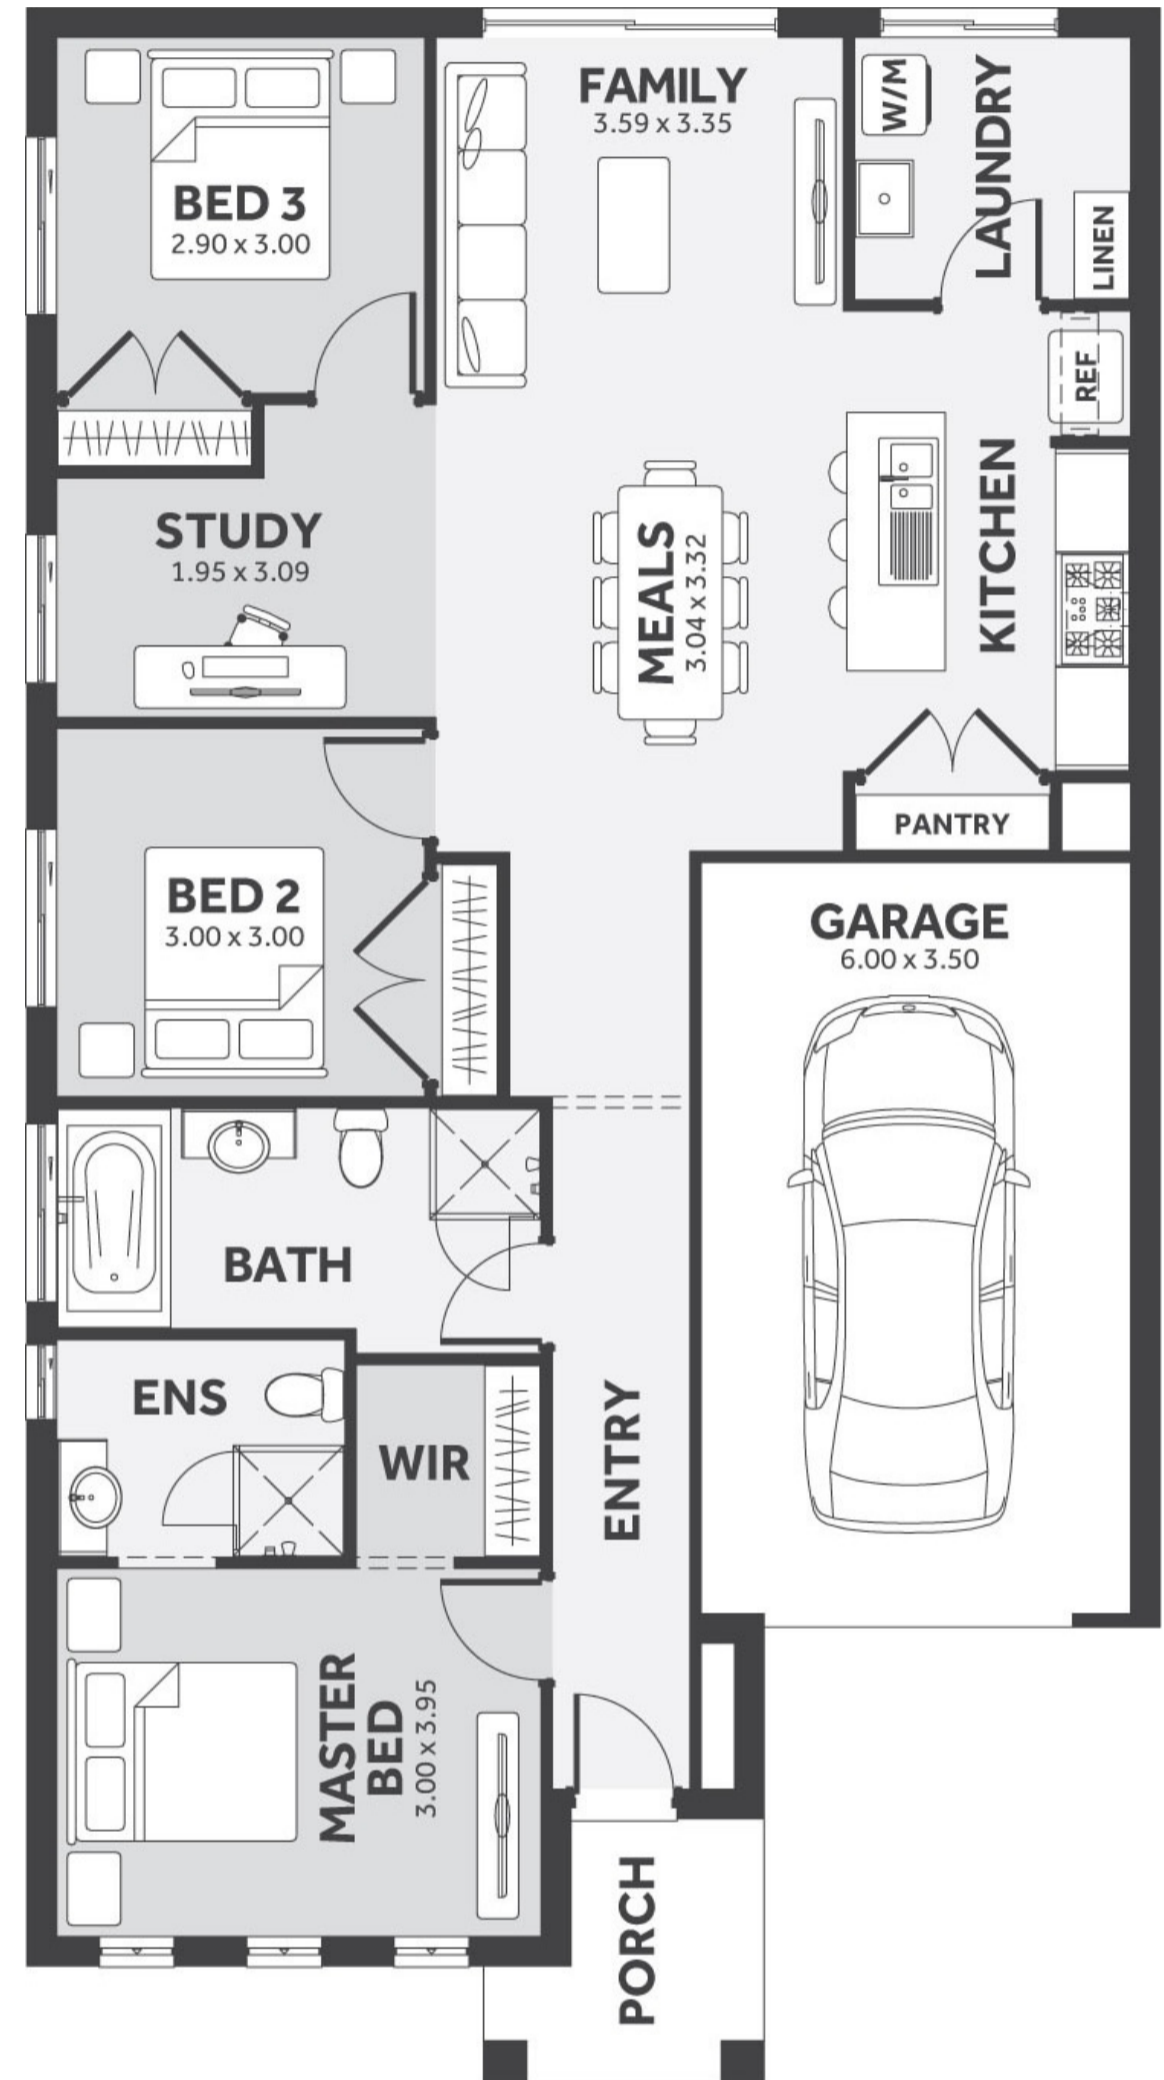 FAMILY
3.59 x 3.35
W/M
LAUNDRY
LINEN
BED 3
2.90 x 3.00
REF
STUDY
1.95 x 3.09
MEALS
3.04 x 3.32
KITCHEN
PANTRY
BED 2
3.00 x 3.00
GARAGE
6.00 x 3.50
BATH
ENS
WIR
ENTRY
MASTER
BED
3.00 x 3.95
PORCH